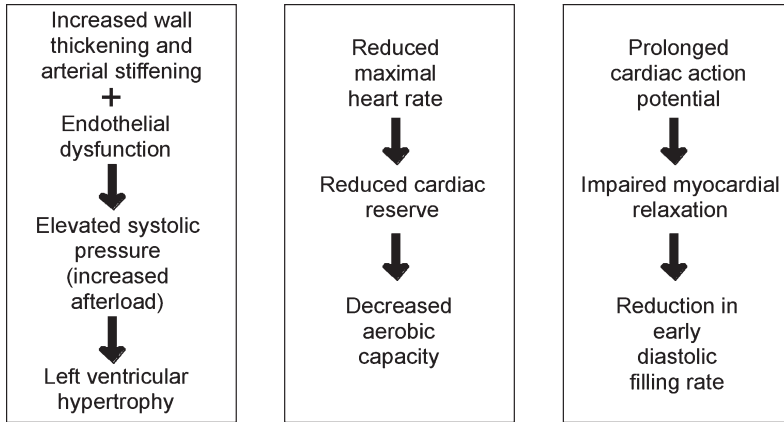 Increased wall
thickening and
arterial stiffening
+
Endothelial
dysfunction
Elevated systolic
pressure
(increased
afterload)
Left ventricular
hypertrophy
Reduced
maximal
heart rate
Reduced cardiac
reserve
Decreased
aerobic
capacity
Prolonged
cardiac action
potential
Impaired myocardial
relaxation
Reduction in
early
diastolic
filling rate